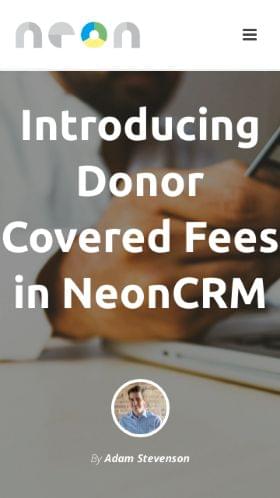 neon
Introducing
Donor
Covered Fees
in NeonCRM
By Adam Stevenson